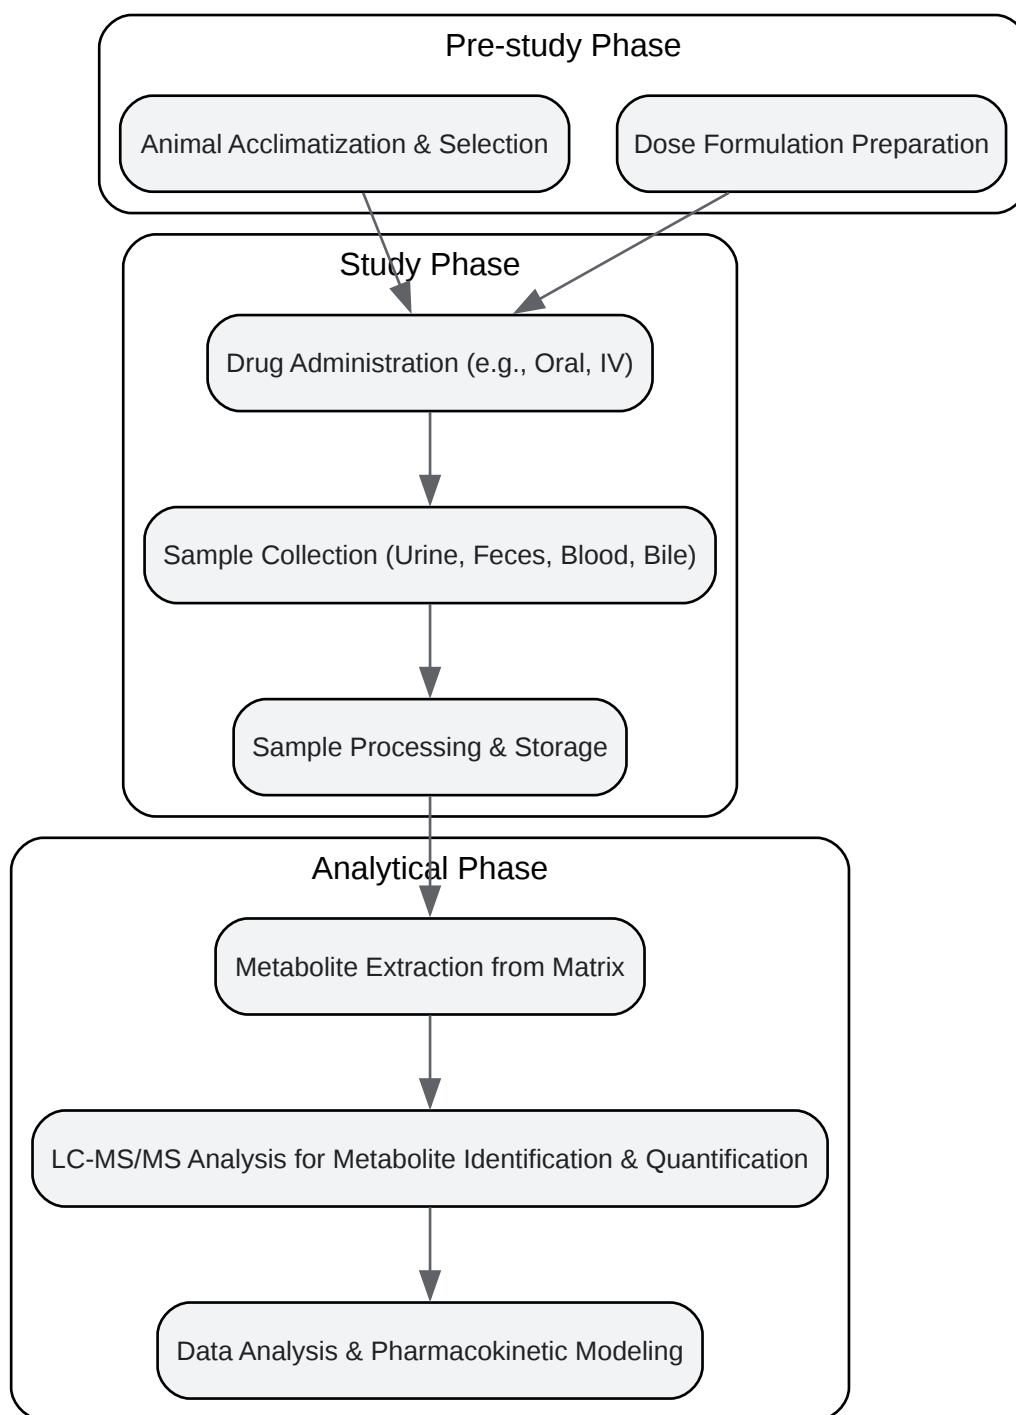 Pre-study Phase
Animal Acclimatization & Selection
Dose Formulation Preparation
Study Phase
Drug Administration (e.g., Oral, IV)
Sample Collection (Urine, Feces, Blood, Bile)
Sample Processing & Storage
Analytical Phase
Metabolite Extraction from Matrix
LC-MS/MS Analysis for Metabolite Identification & Quantification
Data Analysis & Pharmacokinetic Modeling